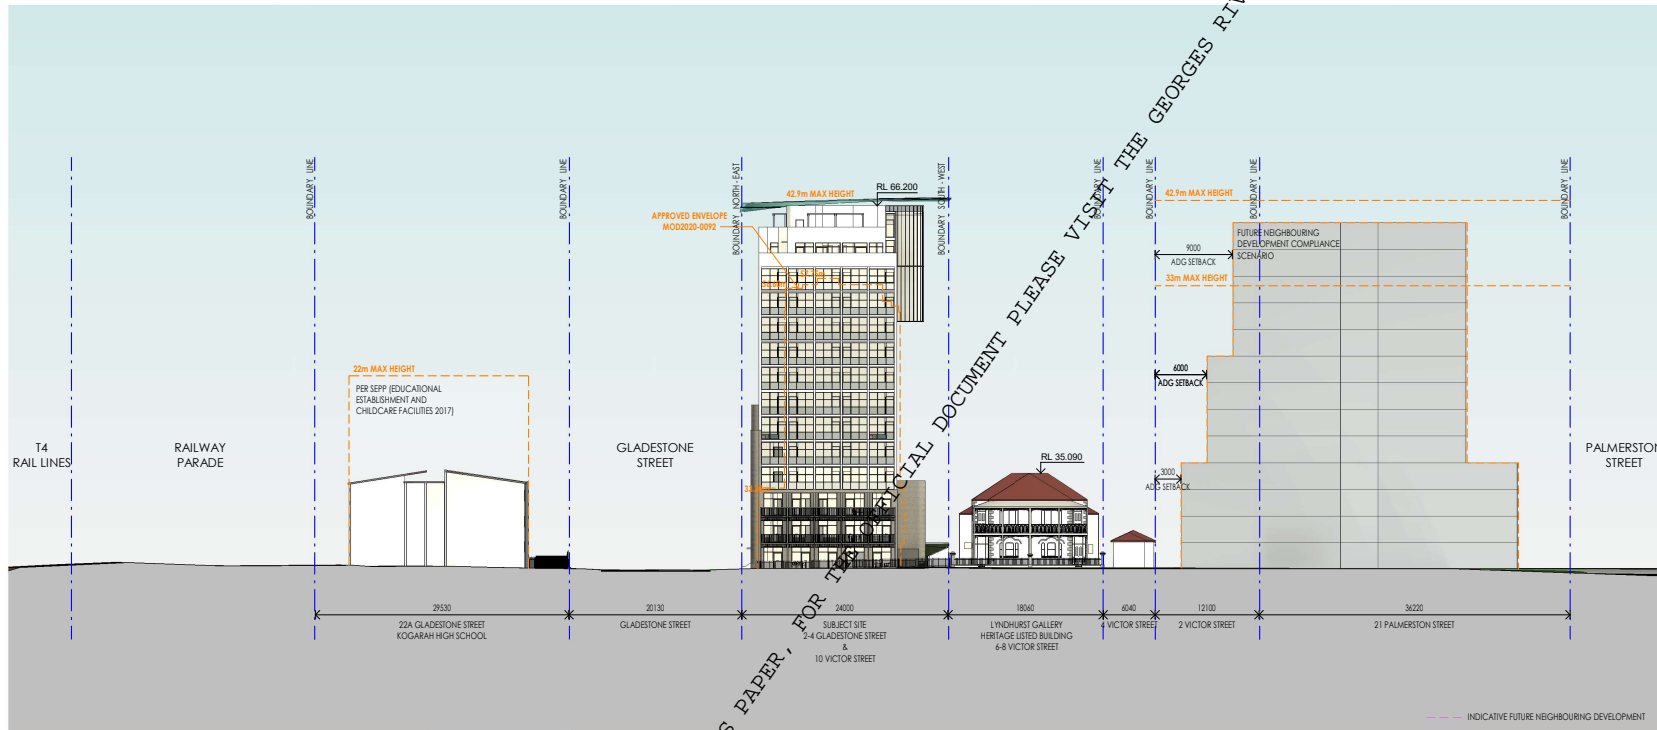 BOUNDARY LINE
BOUNDARY LINE
BOUNDARY NORTH - EAST
BOUNDARY SOUTH - WEST
BOUNDARY LINE
BOUNDARY LINE
BOUNDARY LINE
BOUNDARY LINE
42.9m MAX HEIGHT
RL 66.200
42.9m MAX HEIGHT
APPROVED ENVELOPE
MOD2020-0092
FUTURE NEIGHBOURING
DEVELOPMENT COMPLIANCE
SCENARIO
9000
ADG SETBACK
33m MAX HEIGHT
22m MAX HEIGHT
PER SEPP (EDUCATIONAL
ESTABLISHMENT AND
CHILDCARE FACILITIES 2017)
6000
ADG SETBACK
T4
RAIL LINES
RAILWAY
PARADE
GLADESTONE
STREET
RL 35.090
3000
ADG SETBACK
PALMERSTON
STREET
29530
22A GLADESTONE STREET
KOGARAH HIGH SCHOOL
20130
GLADESTONE STREET
24000
SUBJECT SITE
2-4 GLADESTONE STREET
&
10 VICTOR STREET
18060
LYNDHURST GALLERY
HERITAGE LISTED BUILDING
6-8 VICTOR STREET
6040
4 VICTOR STREET
12100
2 VICTOR STREET
36220
21 PALMERSTON STREET
INDICATIVE FUTURE NEIGHBOURING DEVELOPMENT
S PAPER, FOR THE OFFICIAL DOCUMENT PLEASE VISIT THE GEORGES RIV